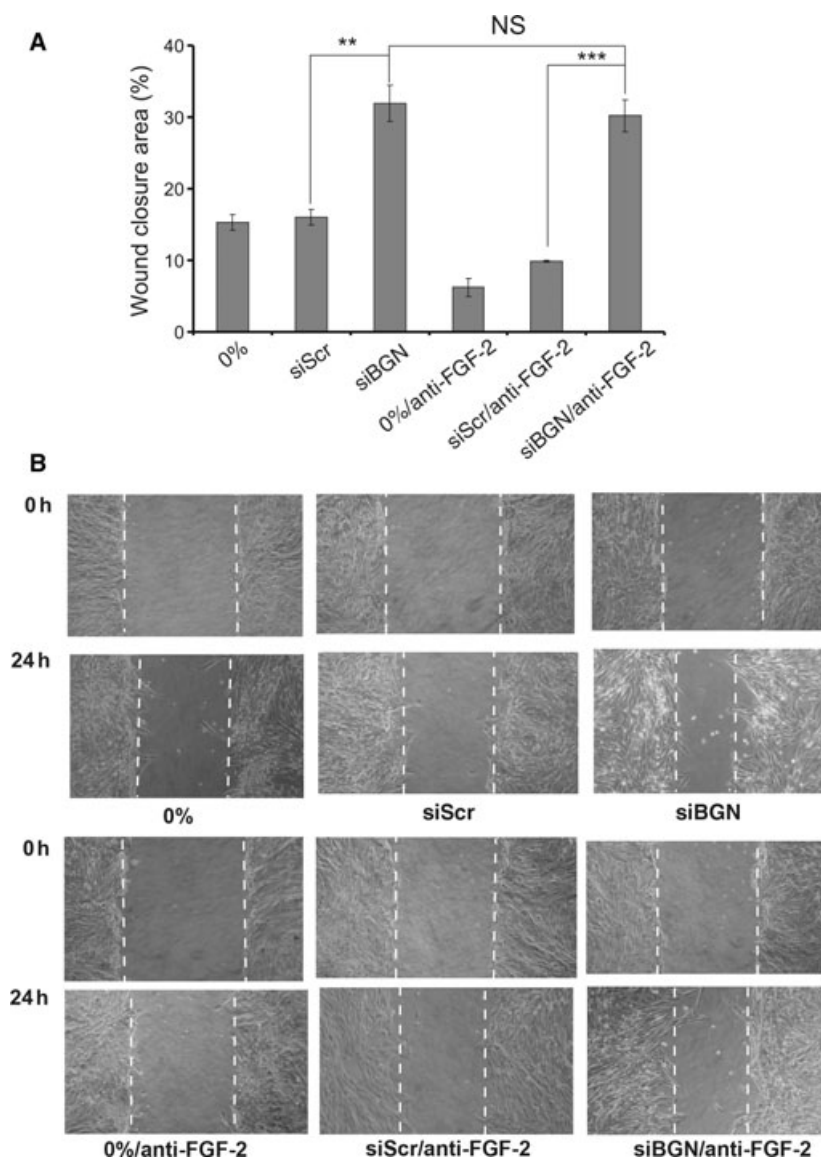 A
NS
**
***
Wound closure area (%)
40
30
20
10
0
0%
siScr
siBGN
0%/anti-FGF-2
siScr/anti-FGF-2
siBGN/anti-FGF-2
B
0 h
24 h
0%
siScr
siBGN
0 h
24 h
0%/anti-FGF-2
siScr/anti-FGF-2
siBGN/anti-FGF-2